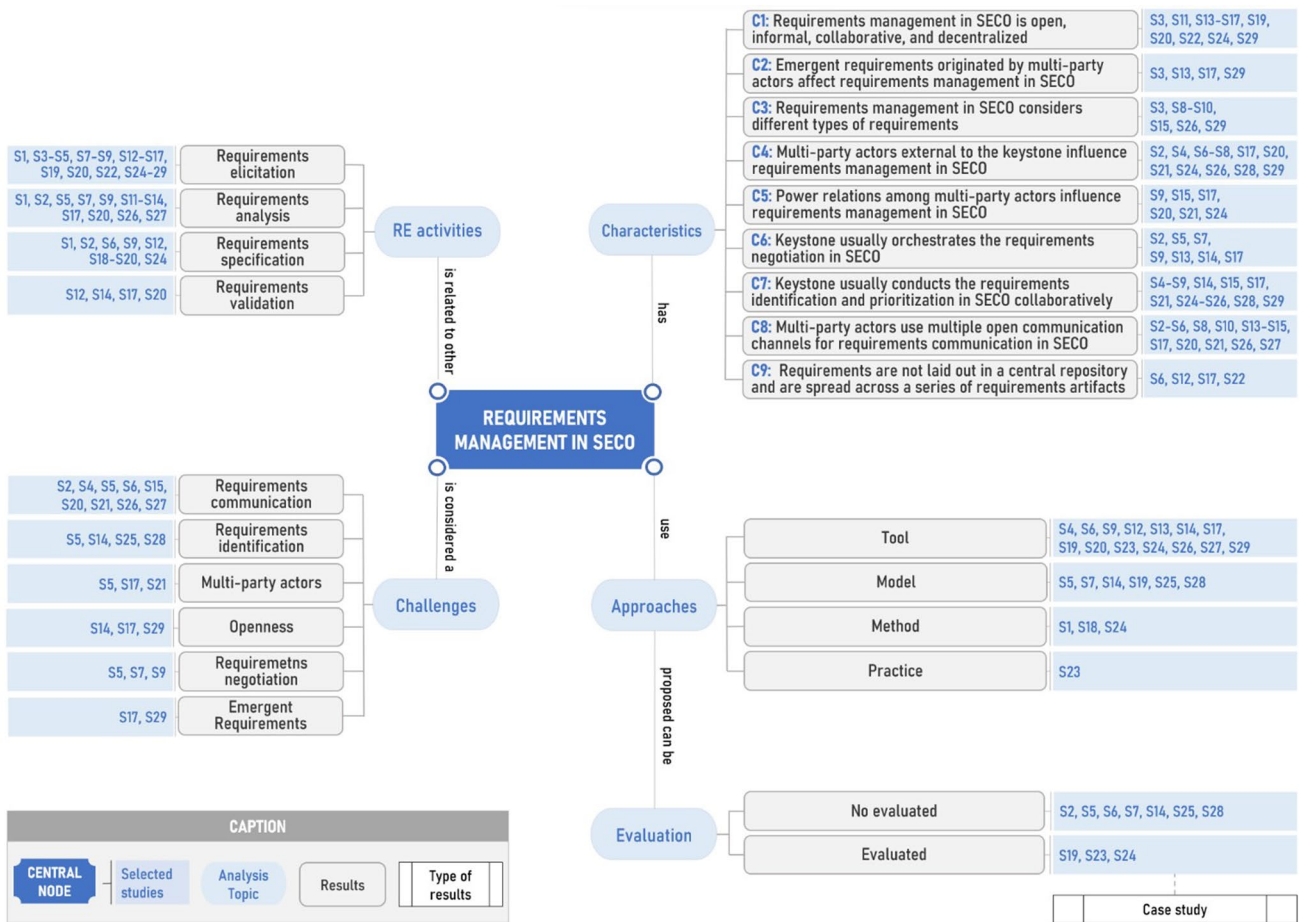 C1: Requirements management in SECO is open,
informal, collaborative, and decentralized
S3, S11, S13-S17, S19,
S20, S22, S24, S29
C2: Emergent requirements originated by multi-party
actors affect requirements management in SECO
S3, S13, S17, S29
C3: Requirements management in SECO considers
different types of requirements
S3, S8-S10,
S15, S26, S29
C4: Multi-party actors external to the keystone influence
requirements management in SECO
S2, S4, S6-S8, S17, S20,
S21, S24, S26, S28, S29
C5: Power relations among multi-party actors influence
requirements management in SECO
S9, S15, S17,
S20, S21, S24
C6: Keystone usually orchestrates the requirements
negotiation in SECO
S2, S5, S7,
S9, S13, S14, S17
C7: Keystone usually conducts the requirements
identification and prioritization in SECO collaboratively
S4-S9, S14, S15, S17,
S21, S24-S26, S28, S29
C8: Multi-party actors use multiple open communication
channels for requirements communication in SECO
S2-S6, S8, S10, S13-S15,
S17, S20, S21, S26, S27
C9: Requirements are not laid out in a central repository
and are spread across a series of requirements artifacts
S6, S12, S17, S22
Characteristics
has
S1, S3-S5, S7-S9, S12-S17,
S19, S20, S22, S24-29
Requirements
elicitation
S1, S2, S5, S7, S9, S11-S14,
S17, S20, S26, S27
Requirements
analysis
S1, S2, S6, S9, S12,
S18-S20, S24
Requirements
specification
S12, S14, S17, S20
Requirements
validation
RE activities
is related to other
REQUIREMENTS
MANAGEMENT IN SECO
S2, S4, S5, S6, S15,
S20, S21, S26, S27
Requirements
communication
S5, S14, S25, S28
Requirements
identification
S5, S17, S21
Multi-party actors
S14, S17, S29
Openness
S5, S7, S9
Requiremetns
negotiation
S17, S29
Emergent
Requirements
Challenges
is considered a
use
Approaches
Tool
S4, S6, S9, S12, S13, S14, S17,
S19, S20, S23, S24, S26, S27, S29
Model
S5, S7, S14, S19, S25, S28
Method
S1, S18, S24
Practice
S23
proposed can be
Evaluation
No evaluated
S2, S5, S6, S7, S14, S25, S28
Evaluated
S19, S23, S24
Case study
CAPTION
CENTRAL
NODE
Selected
studies
Analysis
Topic
Results
Type of
results